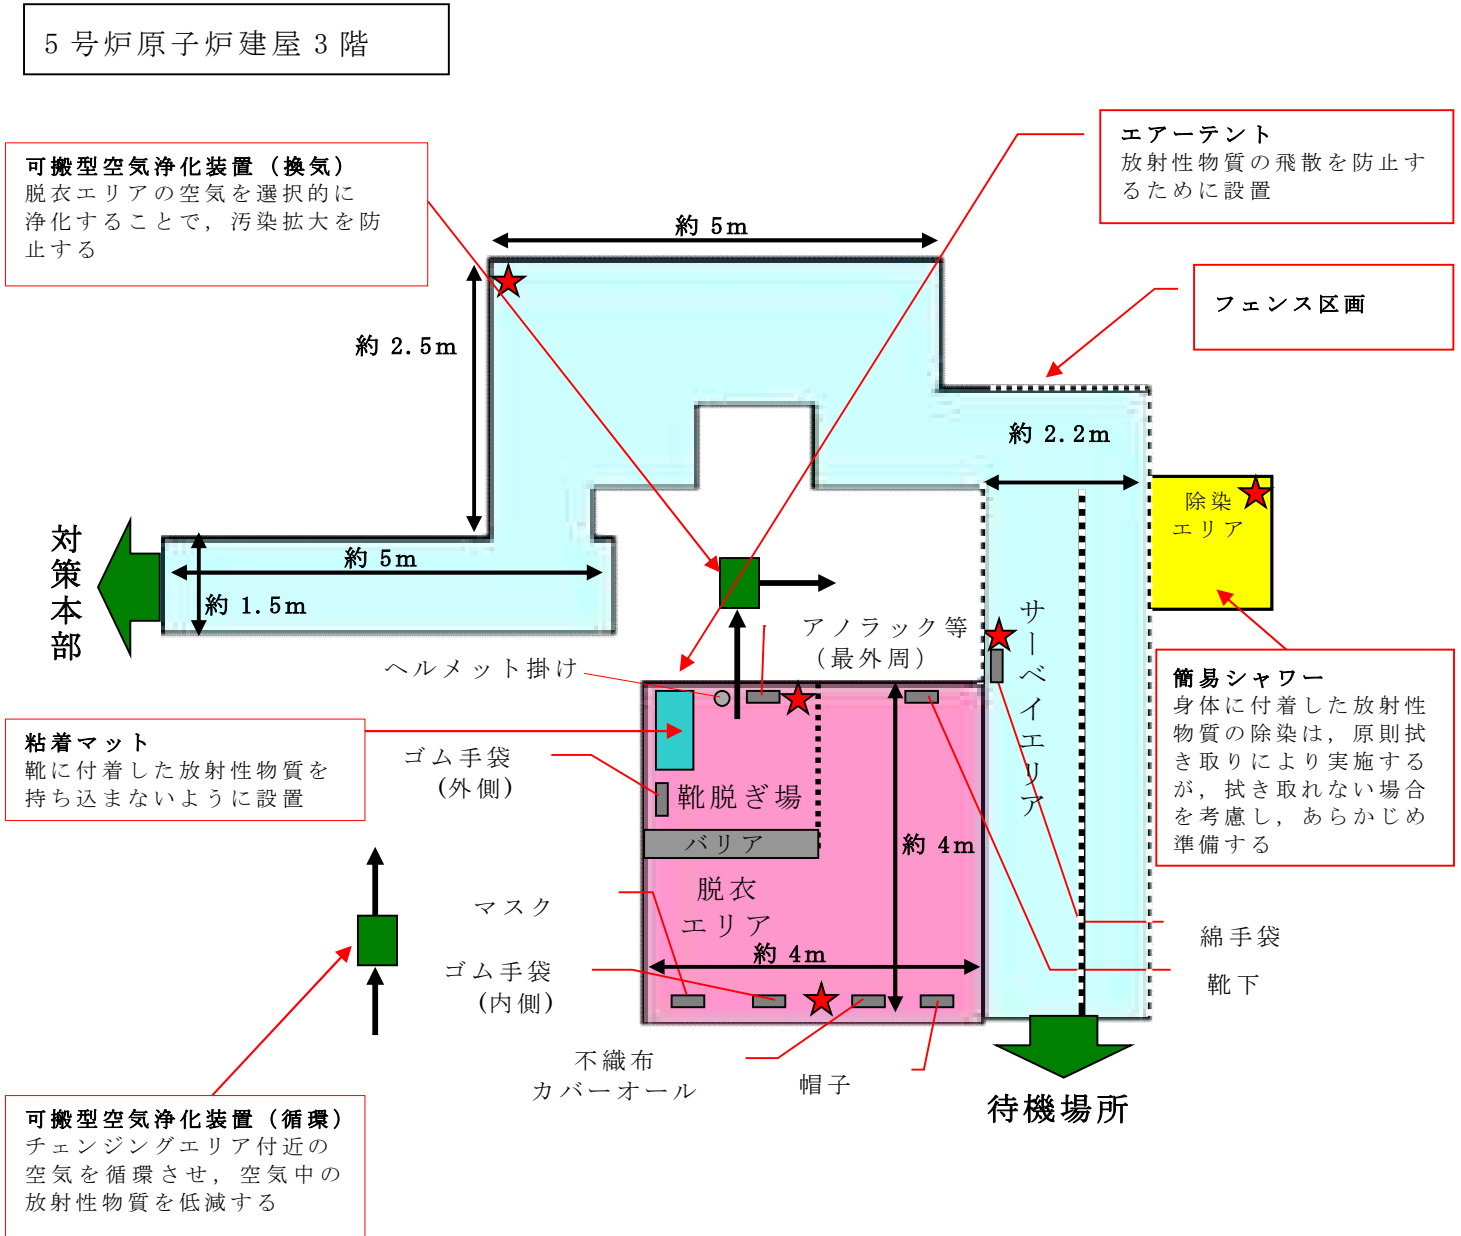 5号炉原子炉建屋3階
可搬型空気浄化装置（換気）
脱衣エリアの空気を選択的に
浄化することで，汚染拡大を防
止する
エアーテント
放射性物質の飛散を防止す
るために設置
約 5m
フェンス区画
約 2.5m
約 2.2m
除染
エリア
対策本部
約 5m
約 1.5m
サーベイエリア
アノラック等
（最外周）
ヘルメット掛け
簡易シャワー
身体に付着した放射性
物質の除染は，原則拭
き取りにより実施する
が，拭き取れない場合
を考慮し，あらかじめ
準備する
粘着マット
靴に付着した放射性物質を
持ち込まないように設置
ゴム手袋
(外側)
靴脱ぎ場
バリア
約 4m
脱衣
エリア
マスク
約 4m
綿手袋
ゴム手袋
(内側)
靴下
不織布
カバーオール
帽子
待機場所
可搬型空気浄化装置（循環）
チェンジングエリア付近の
空気を循環させ，空気中の
放射性物質を低減する